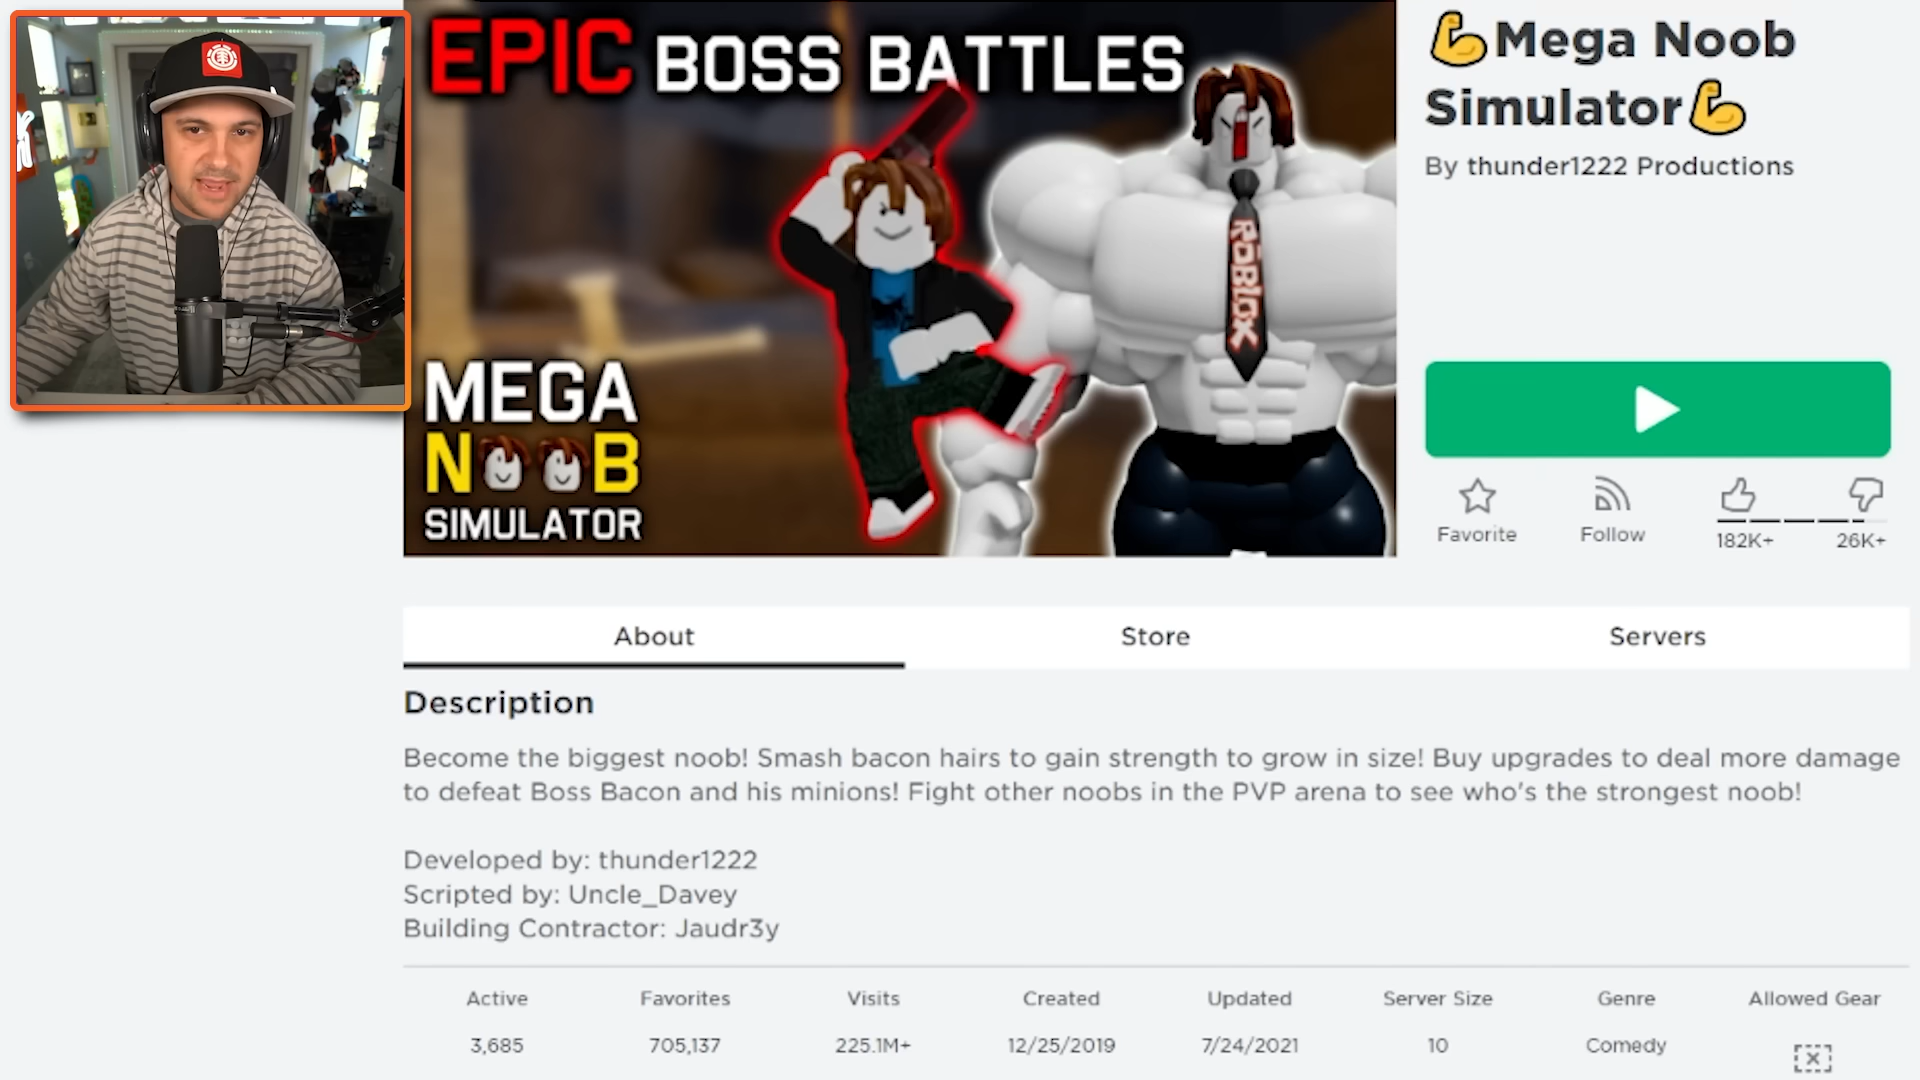 EPIC BOSS BATTLES
ROBLOX
MEGA
NOOB
SIMULATOR
💪Mega Noob
Simulator💪
By thunder1222 Productions
Favorite
Follow
182K+
26K+
About
Store
Servers
Description
Become the biggest noob! Smash bacon hairs to gain strength to grow in size! Buy upgrades to deal more damage
to defeat Boss Bacon and his minions! Fight other noobs in the PVP arena to see who's the strongest noob!
Developed by: thunder1222
Scripted by: Uncle_Davey
Building Contractor: Jaudr3y
Active Favorites Visits Created Updated Server Size Genre Allowed Gear
3,685 705,137 225.1M+ 12/25/2019 7/24/2021 10 Comedy